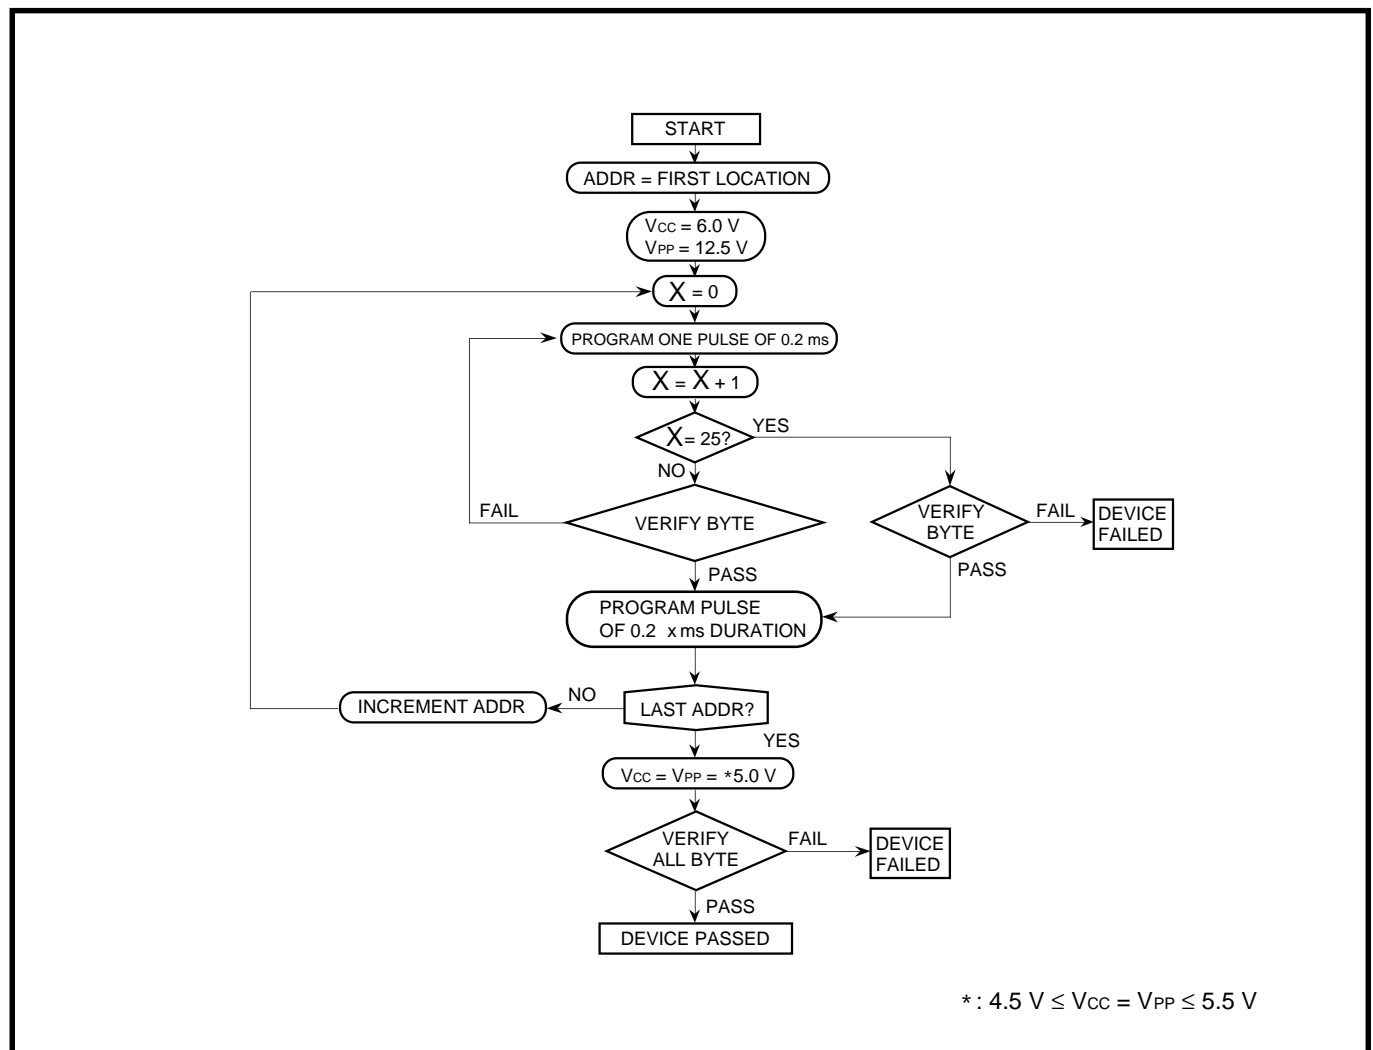 START
ADDR = FIRST LOCATION
VCC = 6.0 V
VPP = 12.5 V
X = 0
PROGRAM ONE PULSE OF 0.2 ms
X = X + 1
X = 25?
YES
NO
VERIFY BYTE
FAIL
VERIFY
BYTE
FAIL
DEVICE
FAILED
PASS
PASS
PROGRAM PULSE
OF 0.2 x ms DURATION
LAST ADDR?
NO
INCREMENT ADDR
YES
VCC = VPP = *5.0 V
VERIFY
ALL BYTE
FAIL
DEVICE
FAILED
PASS
DEVICE PASSED
* : 4.5 V ≤ VCC = VPP ≤ 5.5 V